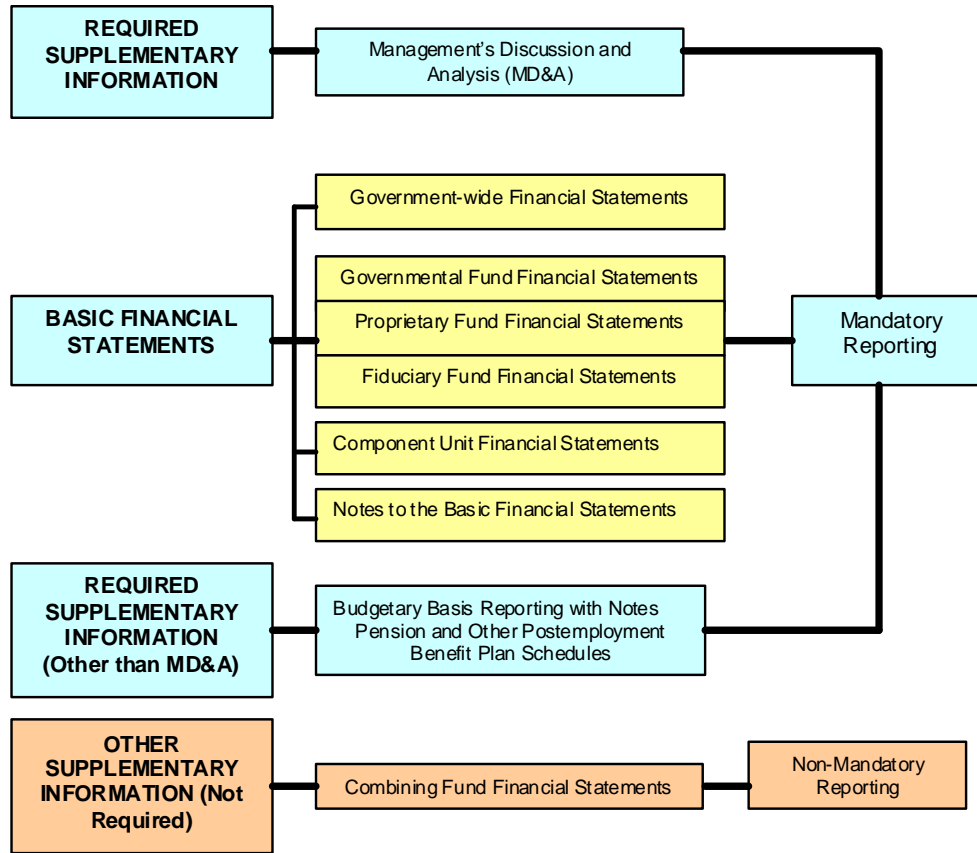 REQUIRED
SUPPLEMENTARY
INFORMATION
Management's Discussion and
Analysis (MD&A)
Government-wide Financial Statements
Governmental Fund Financial Statements
BASIC FINANCIAL
STATEMENTS
Proprietary Fund Financial Statements
Mandatory
Reporting
Fiduciary Fund Financial Statements
Component Unit Financial Statements
Notes to the Basic Financial Statements
REQUIRED
SUPPLEMENTARY
INFORMATION
(Other than MD&A)
Budgetary Basis Reporting with Notes
Pension and Other Postemployment
Benefit Plan Schedules
OTHER
SUPPLEMENTARY
INFORMATION (Not
Required)
Combining Fund Financial Statements
Non-Mandatory
Reporting